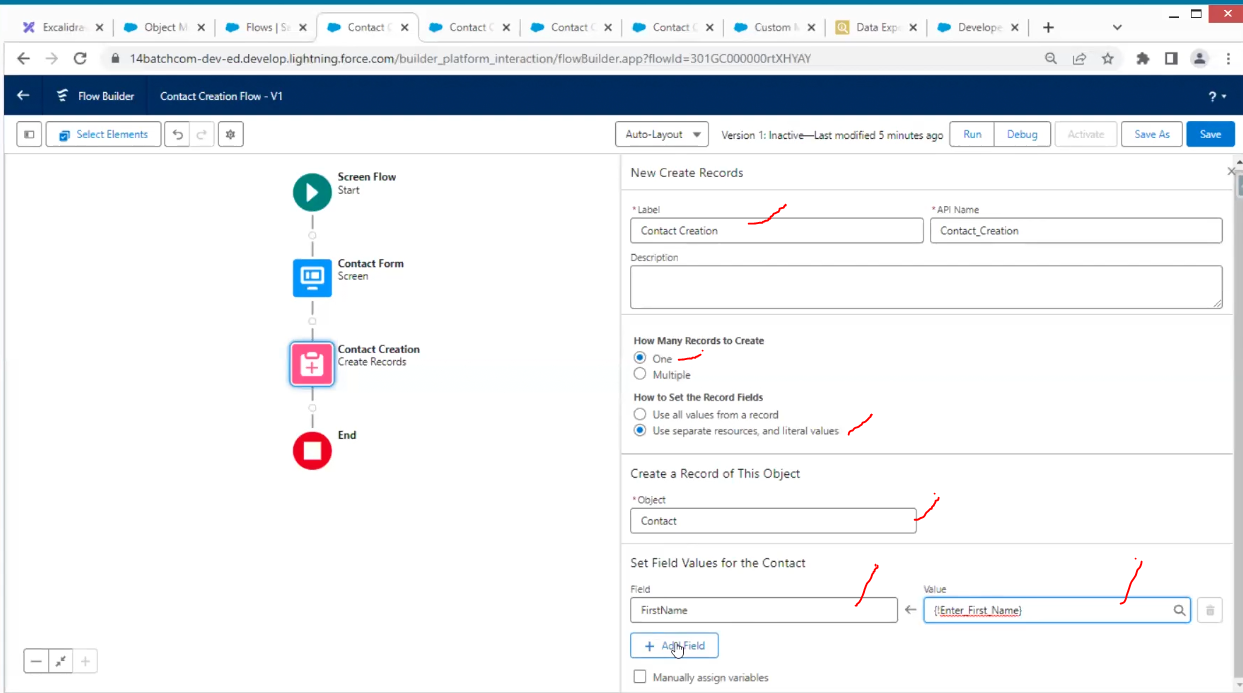 Excalidra
Object M
Flows | S
Contact C
Contact C
Contact C
Contact C
Custom
Data Exp
Develope
14batchcom-dev-ed.develop.lightning.force.com/builder_platform_interaction/flowBuilder.app?flowId=301GC000000rtXHYAY
Flow Builder Contact Creation Flow - V1 ?
Select Elements Auto-Layout Version 1: Inactive—Last modified 5 minutes ago Run Debug Activate Save As Save
Screen Flow
Start
Contact Form
Screen
Contact Creation
Create Records
End
New Create Records
* Label * API Name
Contact Creation Contact_Creation
Description
How Many Records to Create
One
Multiple
How to Set the Record Fields
Use all values from a record
Use separate resources, and literal values
Create a Record of This Object
* Object
Contact
Set Field Values for the Contact
Field Value
FirstName {!Enter_First_Name}
+ Add Field
Manually assign variables